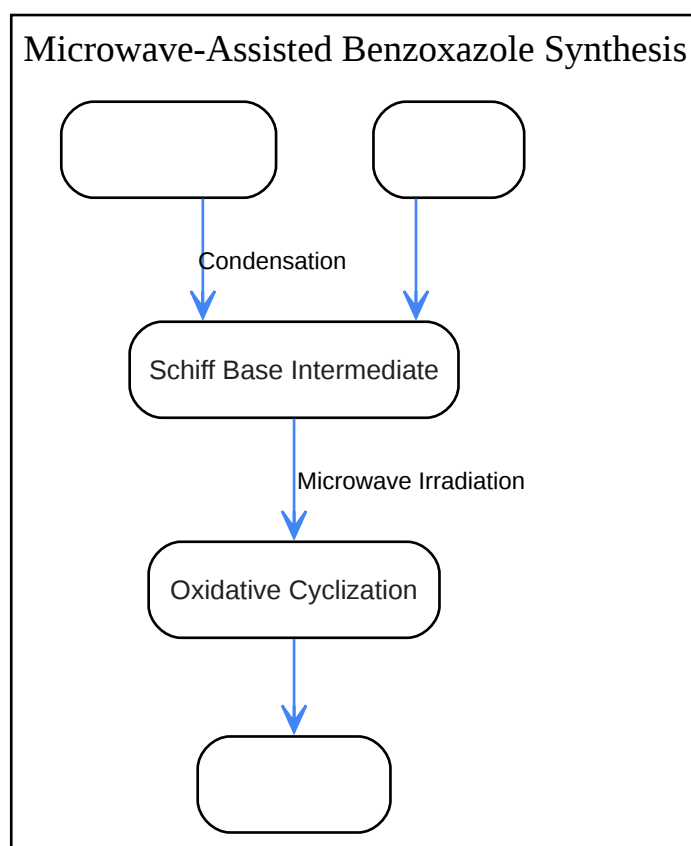 Microwave-Assisted Benzoxazole Synthesis
Condensation
Schiff Base Intermediate
Microwave Irradiation
Oxidative Cyclization